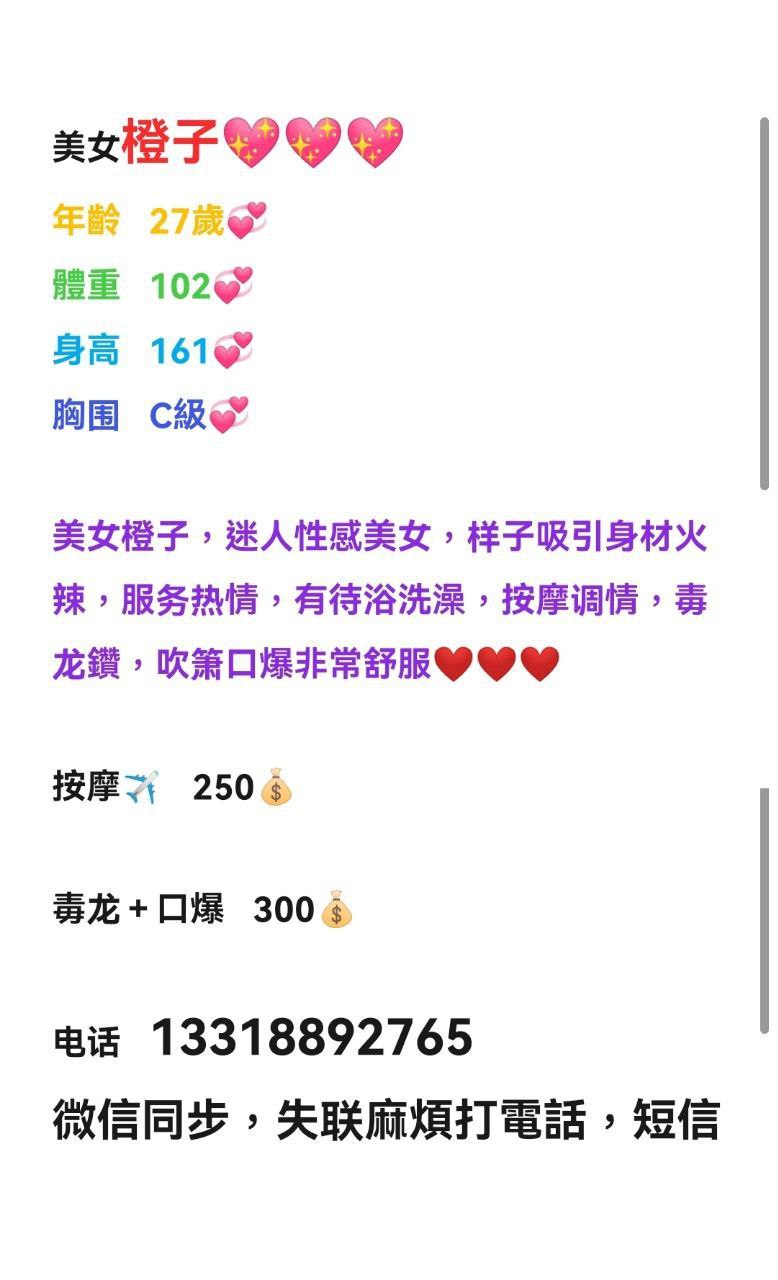 美女橙子💖💖💖
年齡 27歲💞
體重 102💞
身高 161💞
胸围 C級💞
美女橙子，迷人性感美女，样子吸引身材火
辣，服务热情，有待浴洗澡，按摩调情，毒
龙鑽，吹箫口爆非常舒服❤️❤️❤️
按摩✈️ 250💰
毒龙+口爆 300💰
电话 13318892765
微信同步，失联麻煩打電話，短信